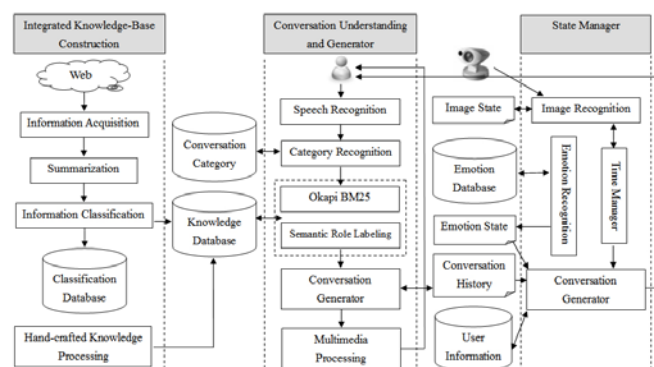 Integrated Knowledge-Base
Construction
Web
Information Acquisition
Summarization
Information Classification
Classification
Database
Hand-crafted Knowledge
Processing
Conversation
Category
Knowledge
Database
Conversation Understanding
and Generator
Speech Recognition
Category Recognition
Okapi BM25
Semantic Role Labeling
Conversation
Generator
Multimedia
Processing
State Manager
Image State
Image Recognition
Emotion
Database
Emotion Recognition
Time Manager
Emotion State
Conversation
History
Conversation
Generator
User
Information